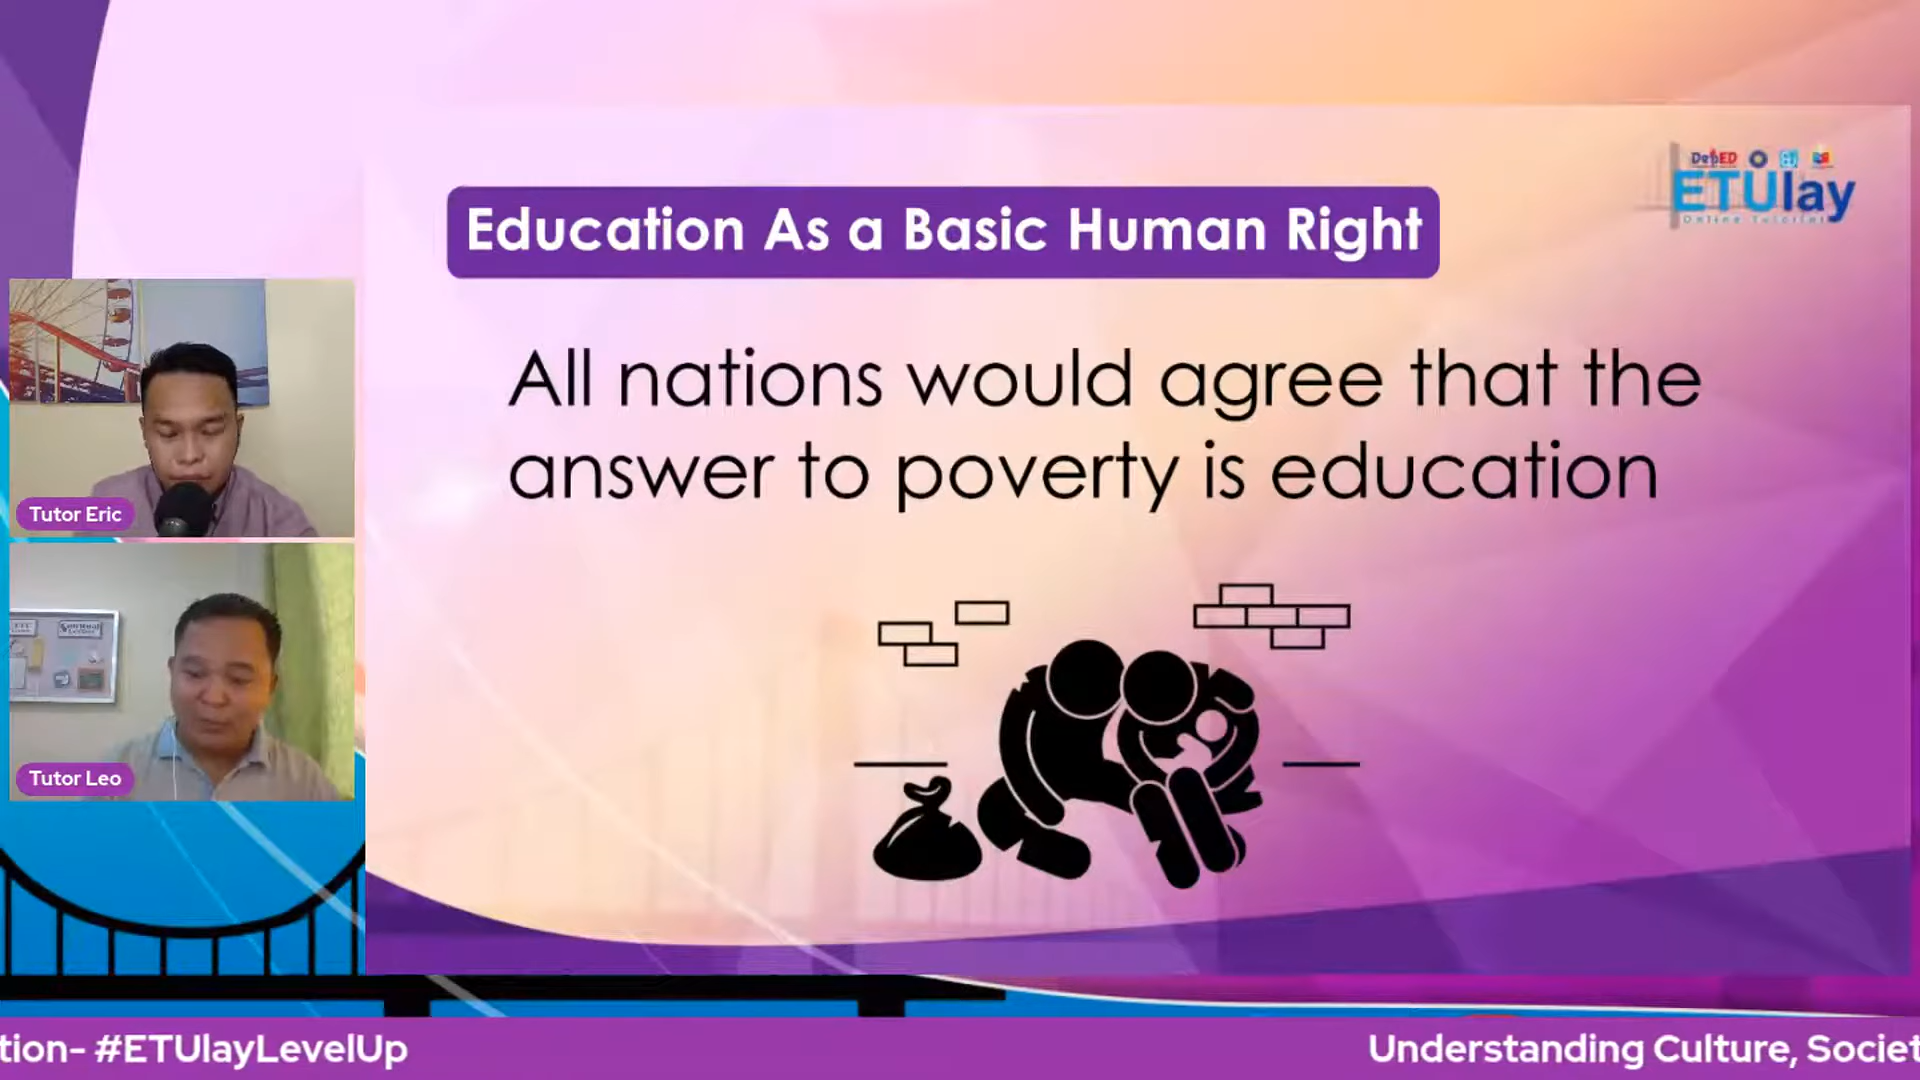 DepED
ETUlay
Education As a Basic Human Right
All nations would agree that the
answer to poverty is education
Tutor Eric
Tutor Leo
tion- #ETUlayLevelUp
Understanding Culture, Societ